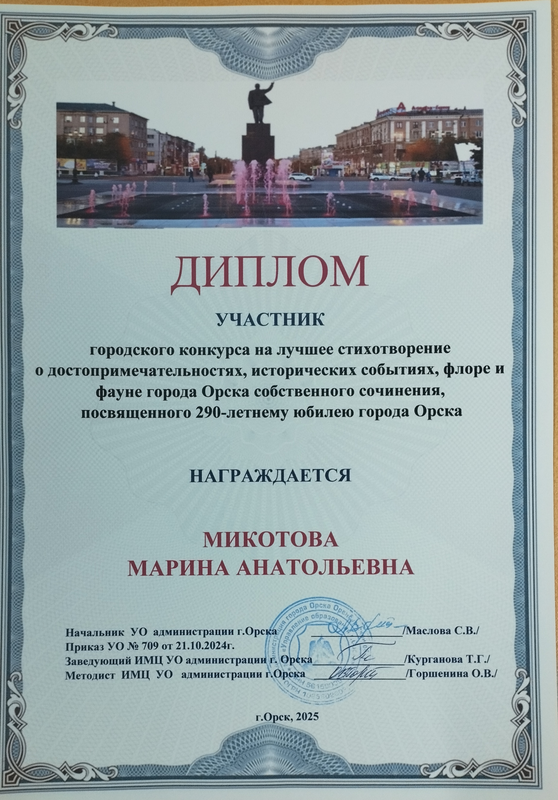 ДИПЛОМ
УЧАСТНИК
городского конкурса на лучшее стихотворение
о достопримечательностях, исторических событиях, флоре и
фауне города Орска собственного сочинения,
посвященного 290-летнему юбилею города Орска
НАГРАЖДАЕТСЯ
МИКОТОВА
МАРИНА АНАТОЛЬЕВНА
Начальник УО администрации г.Орска /Маслова С.В./
Приказ УО № 709 от 21.10.2024г.
Заведующий ИМЦ УО администрации г. Орска /Курганова Т.Г./
Методист ИМЦ УО администрации г.Орска /Горшенина О.В./
г.Орск, 2025